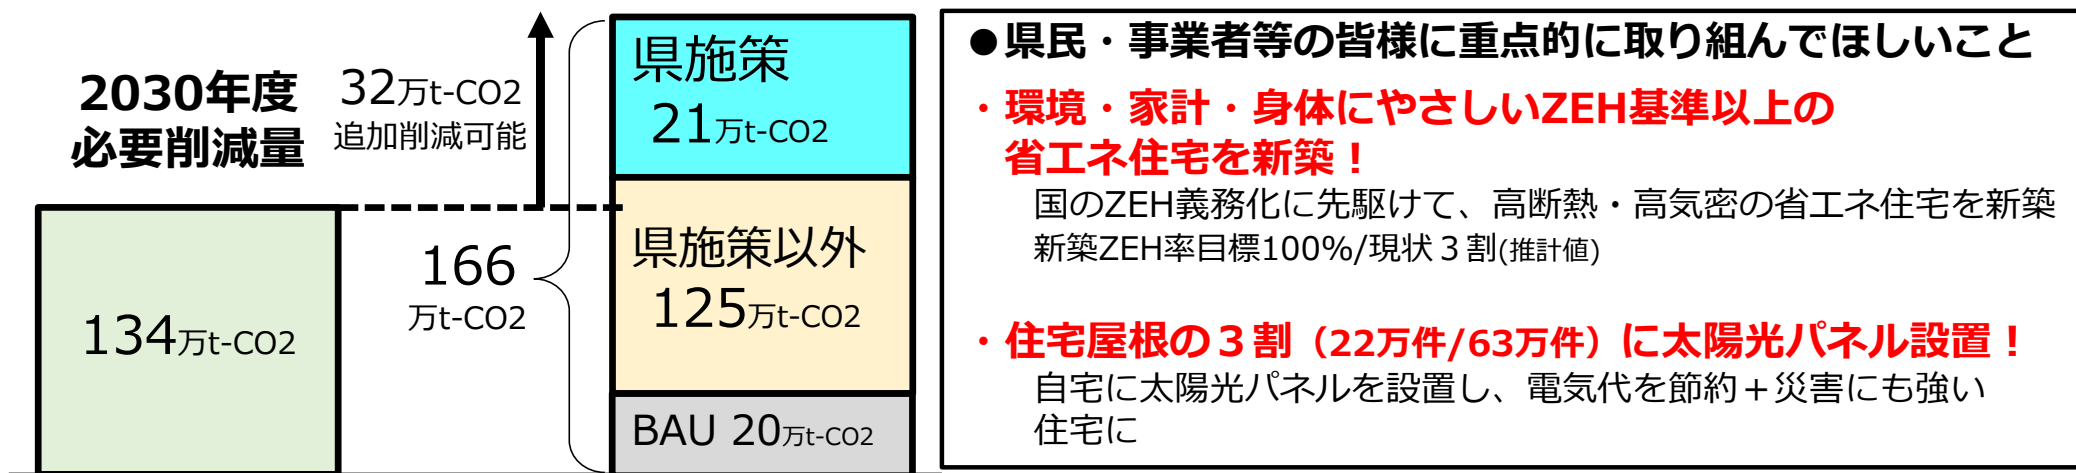 2030年度
必要削減量
32万t-CO2
追加削減可能
134万t-CO2
166
万t-CO2
県施策
21万t-CO2
県施策以外
125万t-CO2
BAU 20万t-CO2
●県民・事業者等の皆様に重点的に取り組んでほしいこと
・環境・家計・身体にやさしいZEH基準以上の
省エネ住宅を新築！
国のZEH義務化に先駆けて、高断熱・高気密の省エネ住宅を新築
新築ZEH率目標100%/現状３割(推計値)
・住宅屋根の３割（22万件/63万件）に太陽光パネル設置！
自宅に太陽光パネルを設置し、電気代を節約＋災害にも強い
住宅に